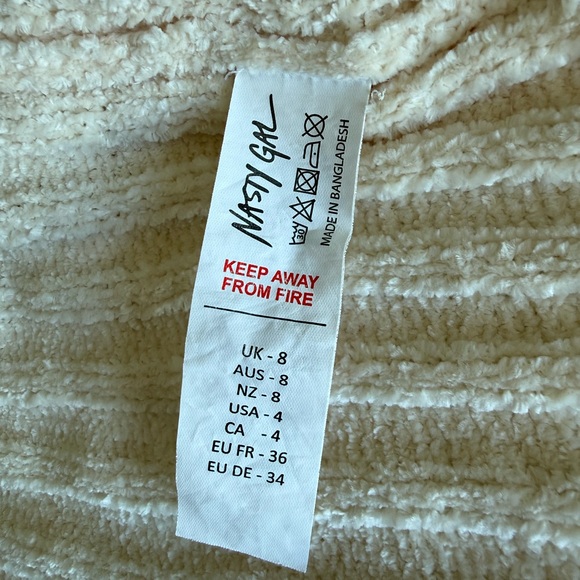 NASTY GAL
30
MADE IN BANGLADESH
KEEP AWAY
FROM FIRE
UK - 8
AUS - 8
NZ - 8
USA - 4
CA - 4
EU FR - 36
EU DE - 34